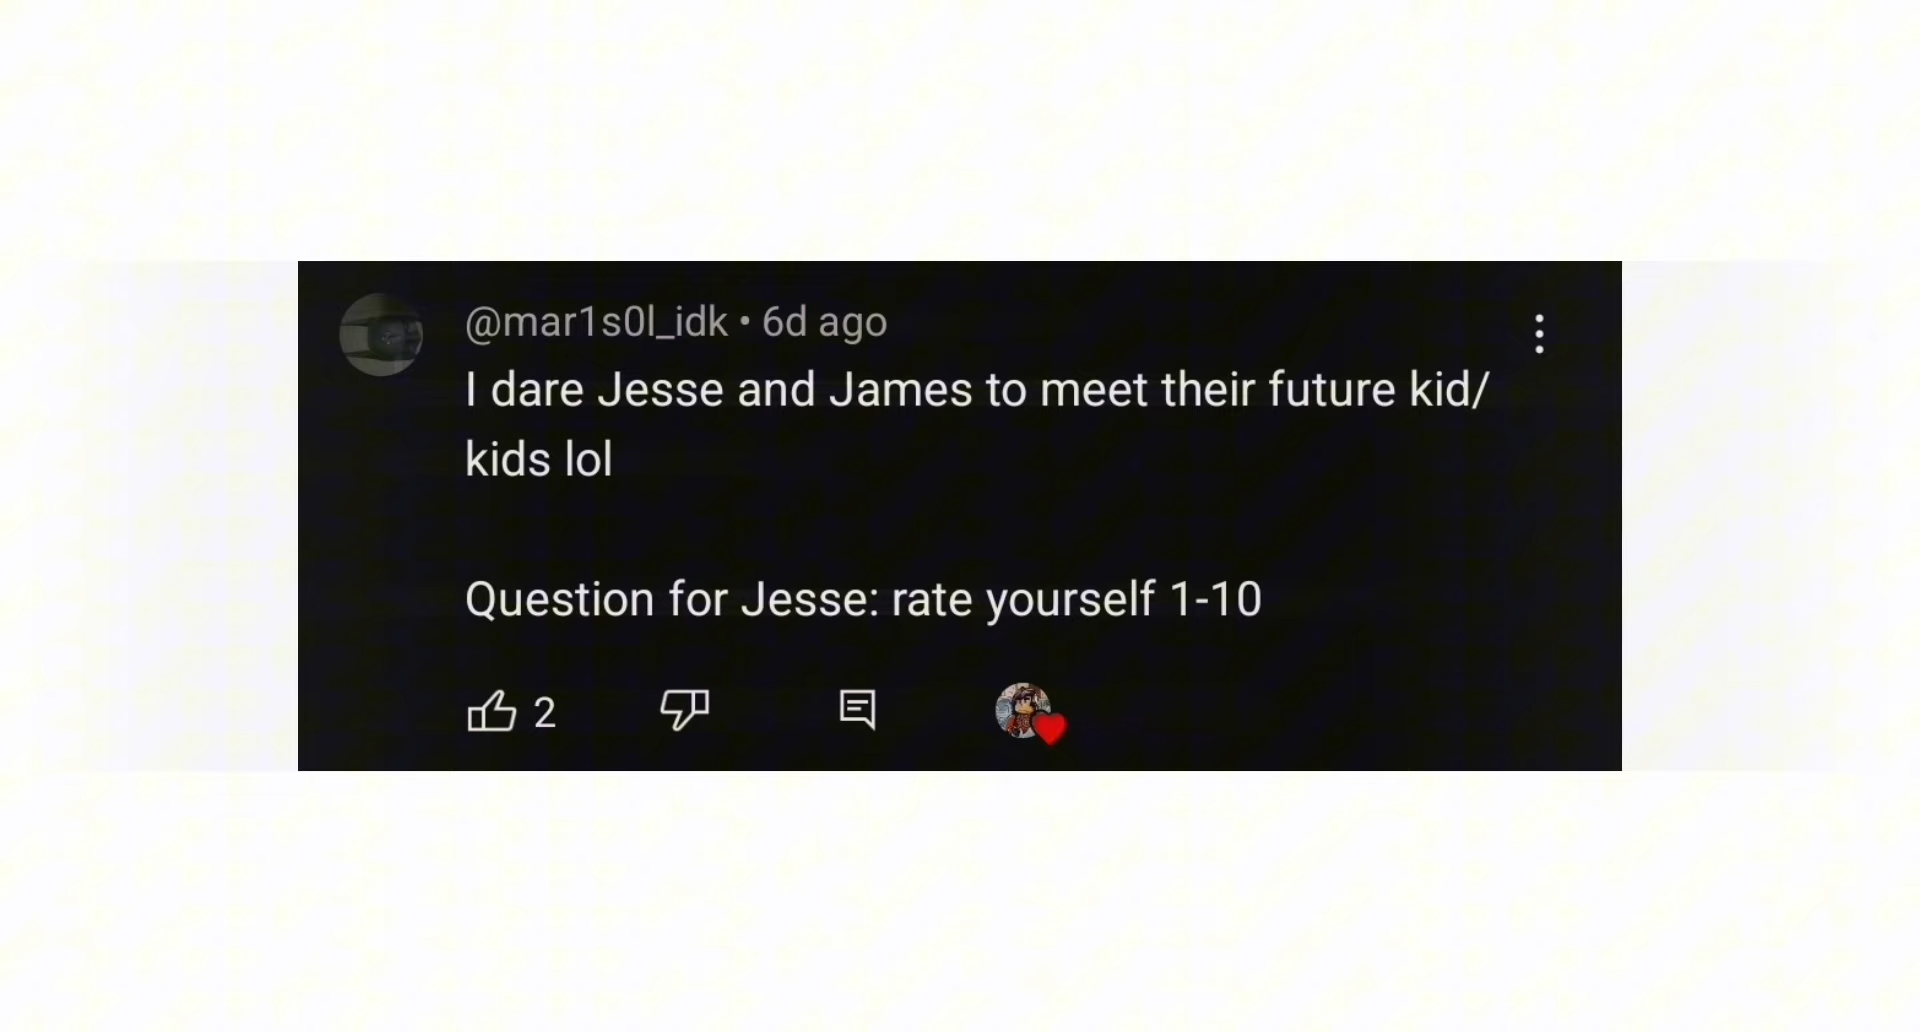 @mar1s0l_idk • 6d ago
I dare Jesse and James to meet their future kid/
kids lol
Question for Jesse: rate yourself 1-10
2